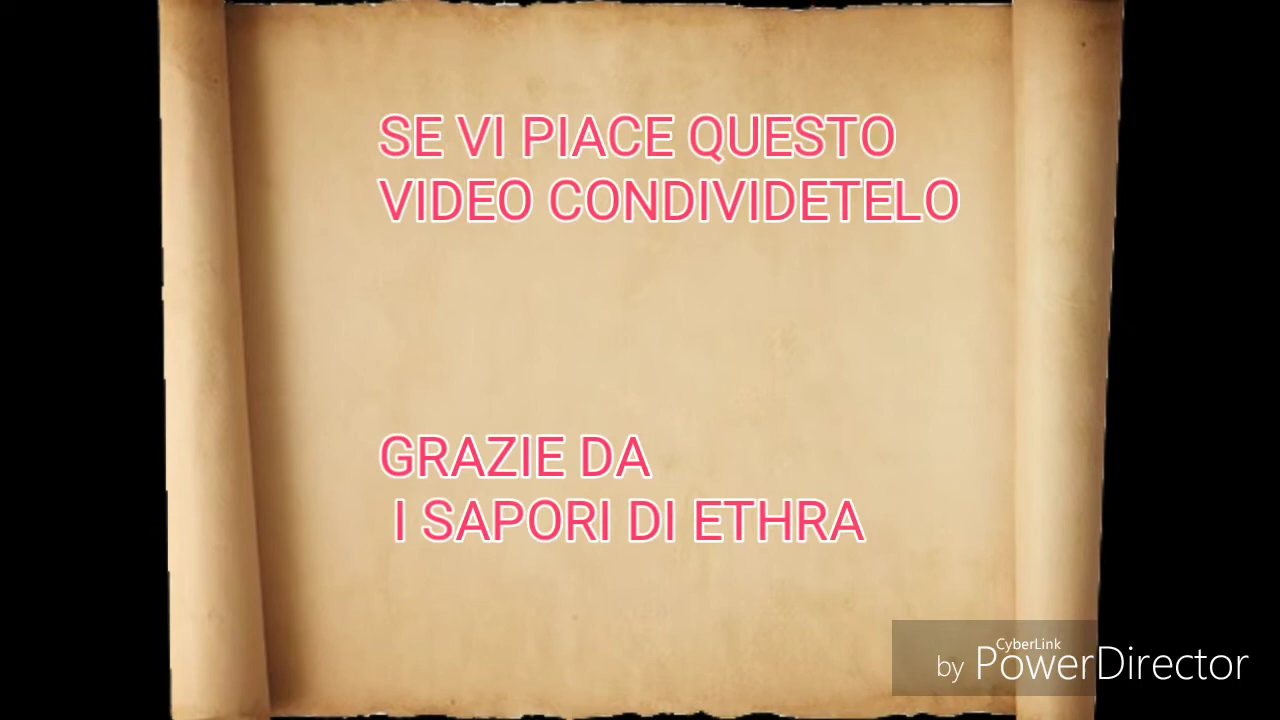 SE VI PIACE QUESTO
VIDEO CONDIVIDETELO
GRAZIE DA
I SAPORI DI ETHRA
CyberLink
by PowerDirector